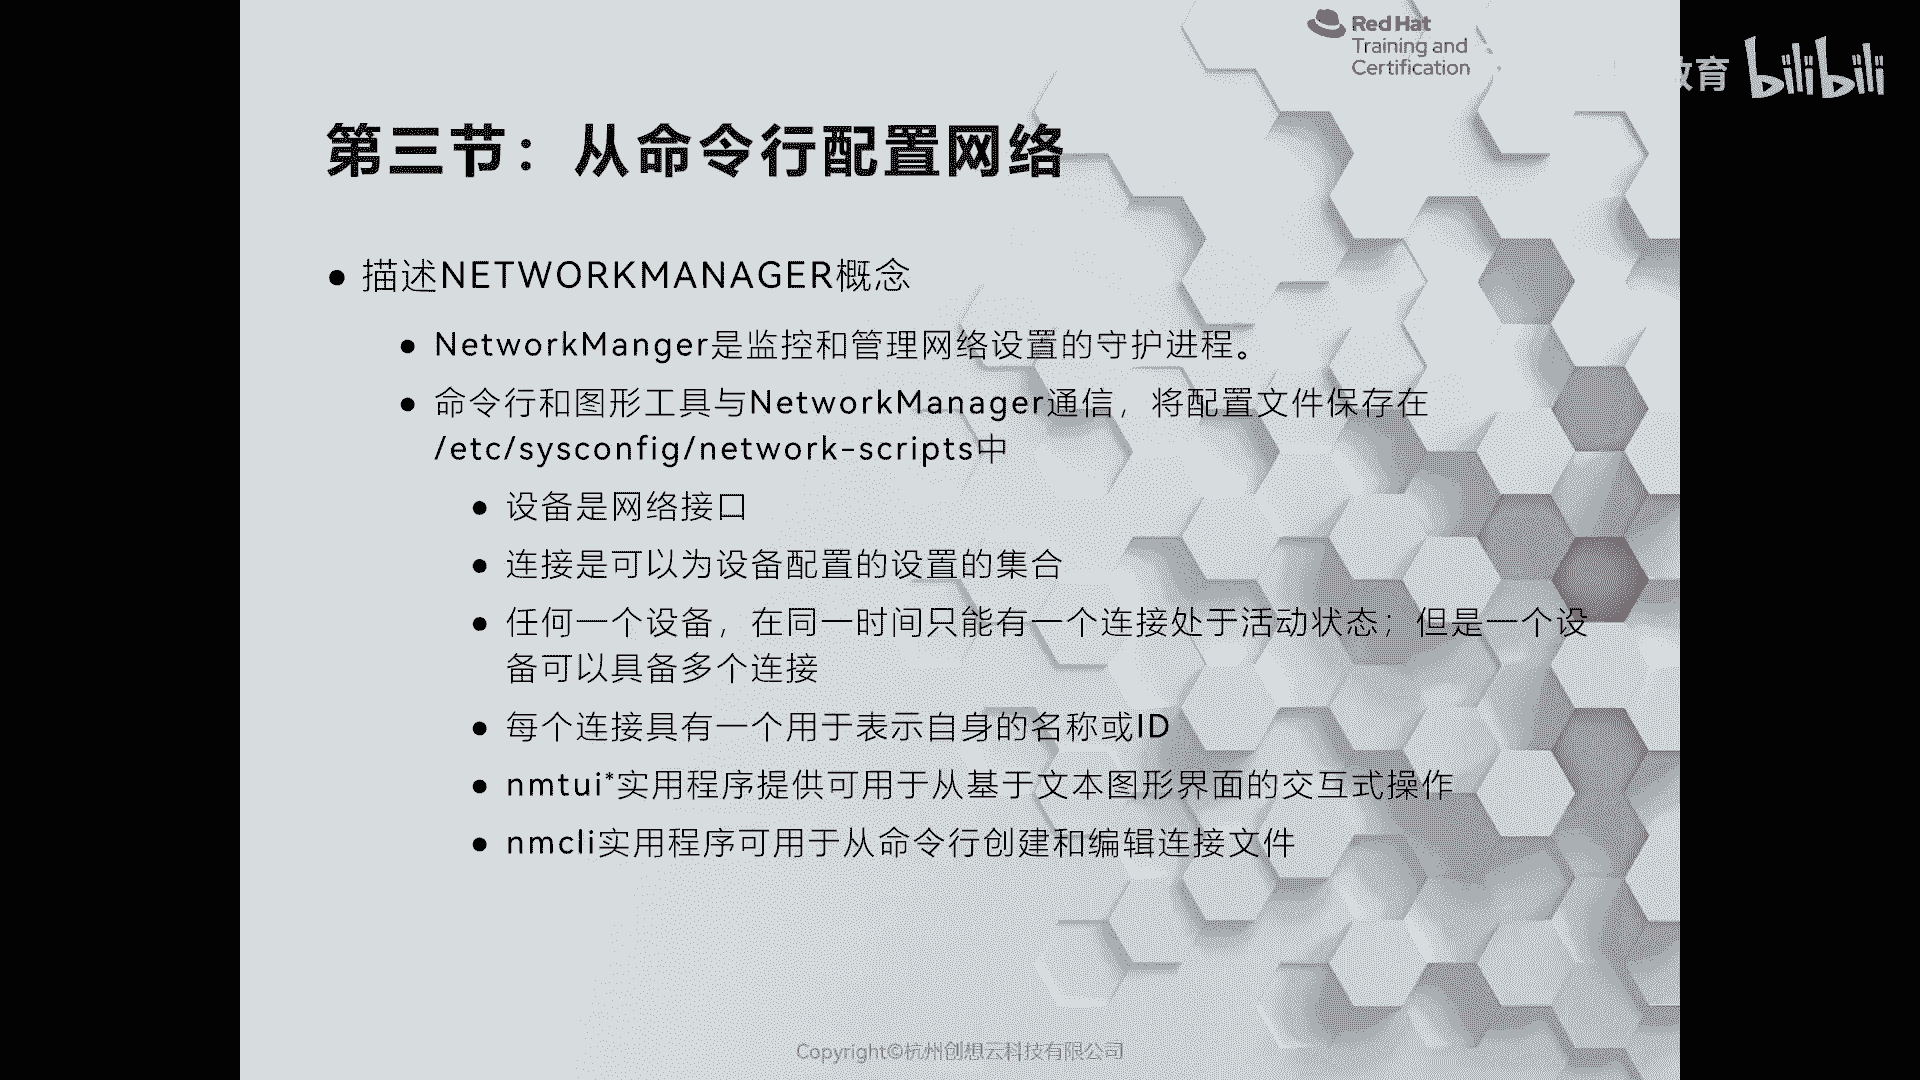 Red Hat
Training and
Certification
教育 bilibili
第三节：从命令行配置网络
● 描述NETWORKMANAGER概念
● NetworkManger是监控和管理网络设置的守护进程。
● 命令行和图形工具与NetworkManager通信，将配置文件保存在
/etc/sysconfig/network-scripts中
● 设备是网络接口
● 连接是可以为设备配置的设置的集合
● 任何一个设备，在同一时间只能有一个连接处于活动状态；但是一个设
备可以具备多个连接
● 每个连接具有一个用于表示自身的名称或ID
● nmtui*实用程序提供可用于从基于文本图形界面的交互式操作
● nmcli实用程序可用于从命令行创建和编辑连接文件
Copyright©杭州创想云科技有限公司